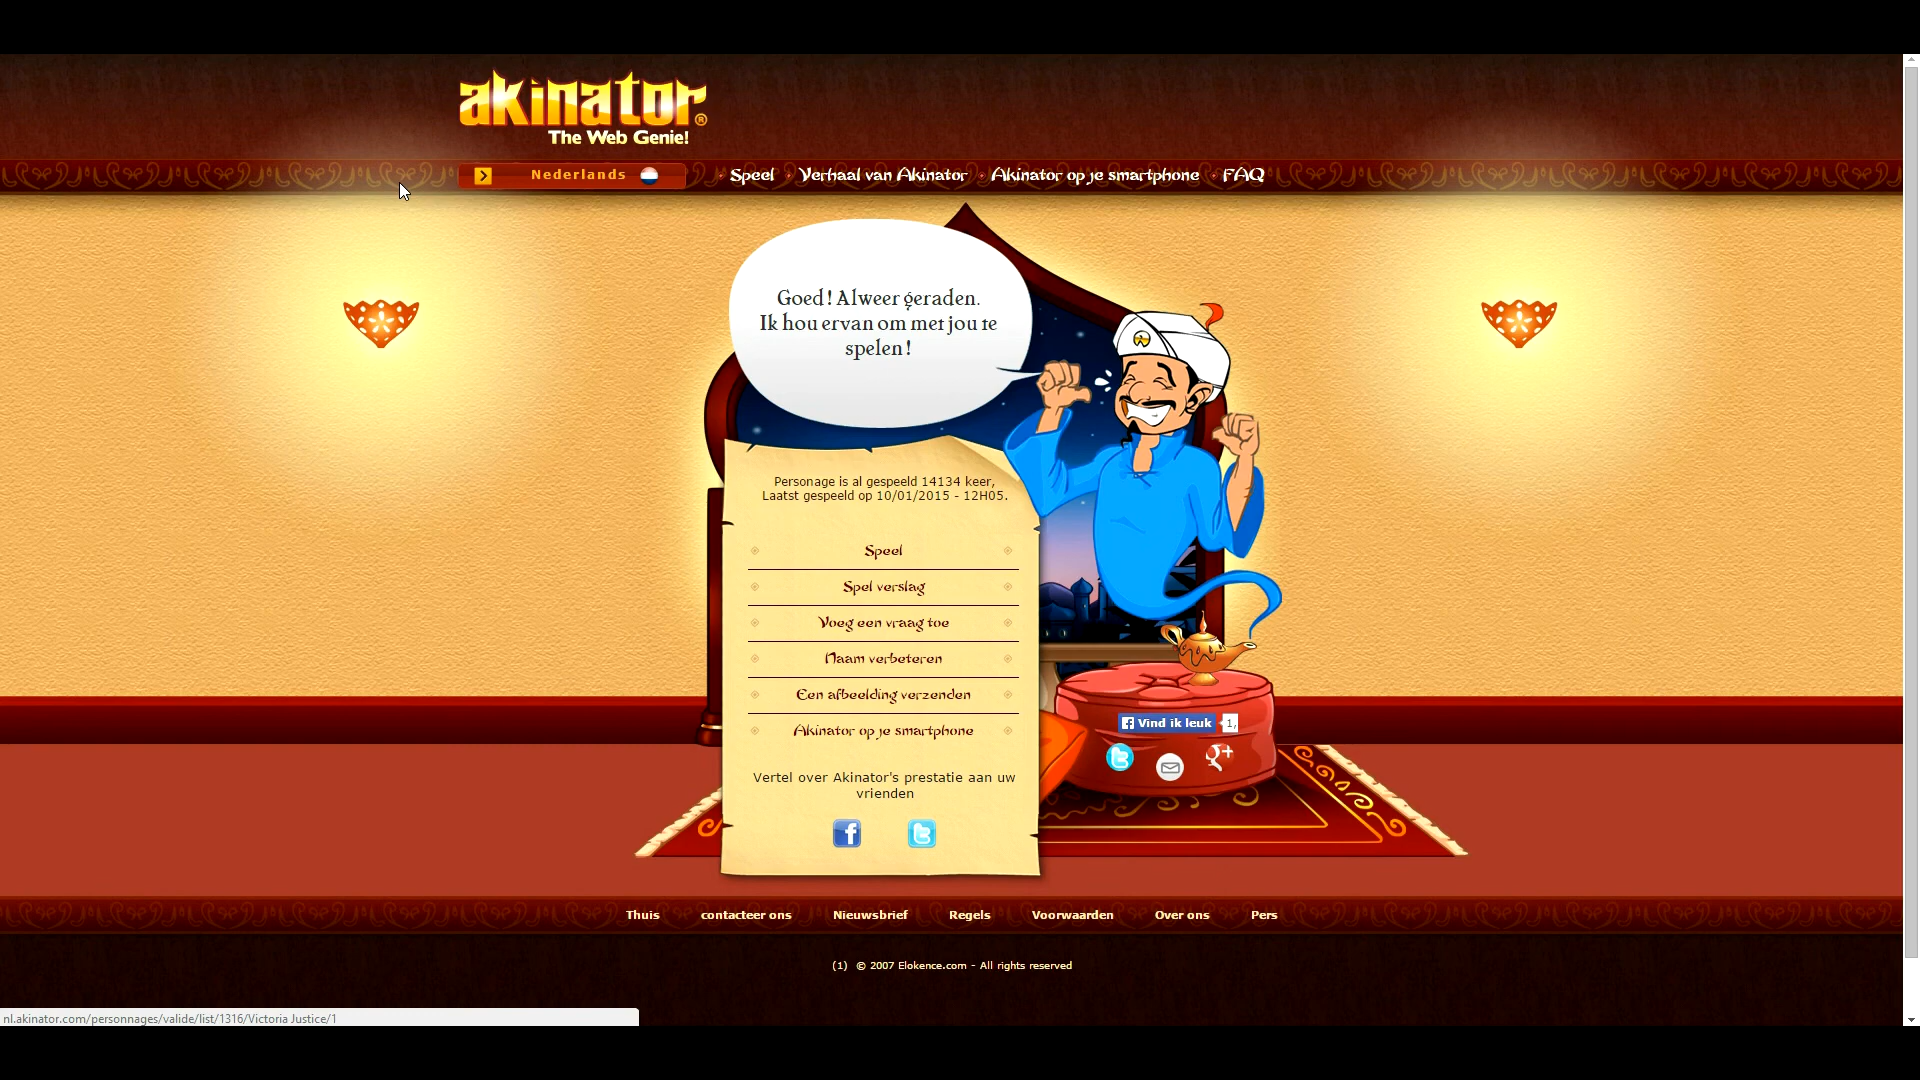 akinator®
The Web Genie!
Nederlands
Speel
Verhaal van Akinator
Akinator op je smartphone
FAQ
Goed! Alweer geraden.
Ik hou ervan om met jou te
spelen!
Personage is al gespeeld 14134 keer,
Laatst gespeeld op 10/01/2015 - 12H05.
Speel
Spel verslag
Voeg een vraag toe
Naam verbeteren
Een afbeelding verzenden
Akinator op je smartphone
Vind ik leuk
1,
Vertel over Akinator's prestatie aan uw
vrienden
Thuis
contacteer ons
Nieuwsbrief
Regels
Voorwaarden
Over ons
Pers
(1) © 2007 Elokence.com - All rights reserved
nl.akinator.com/personnages/valide/list/1316/Victoria Justice/1